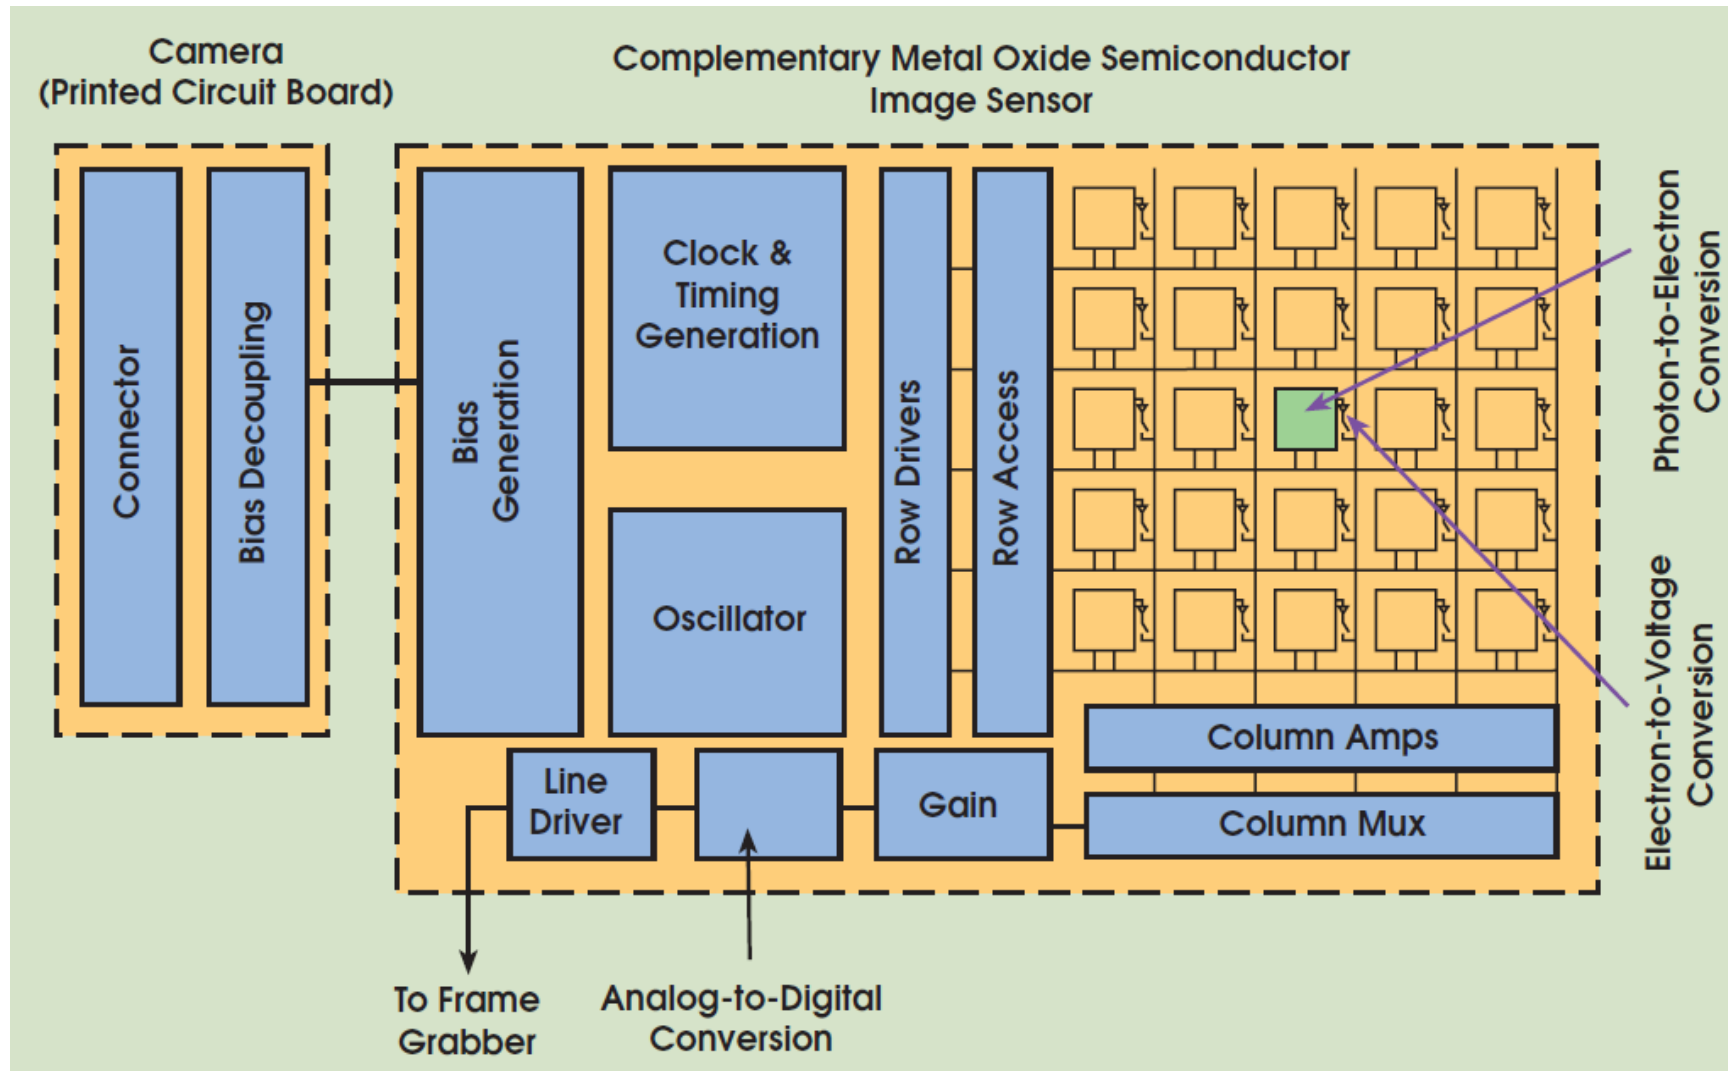 Camera
(Printed Circuit Board)
Complementary Metal Oxide Semiconductor
Image Sensor
Connector
Bias Decoupling
Bias
Generation
Clock &
Timing
Generation
Oscillator
Row Drivers
Row Access
Photon-to-Electron
Conversion
Electron-to-Voltage
Conversion
Column Amps
Column Mux
Gain
Line
Driver
To Frame
Grabber
Analog-to-Digital
Conversion